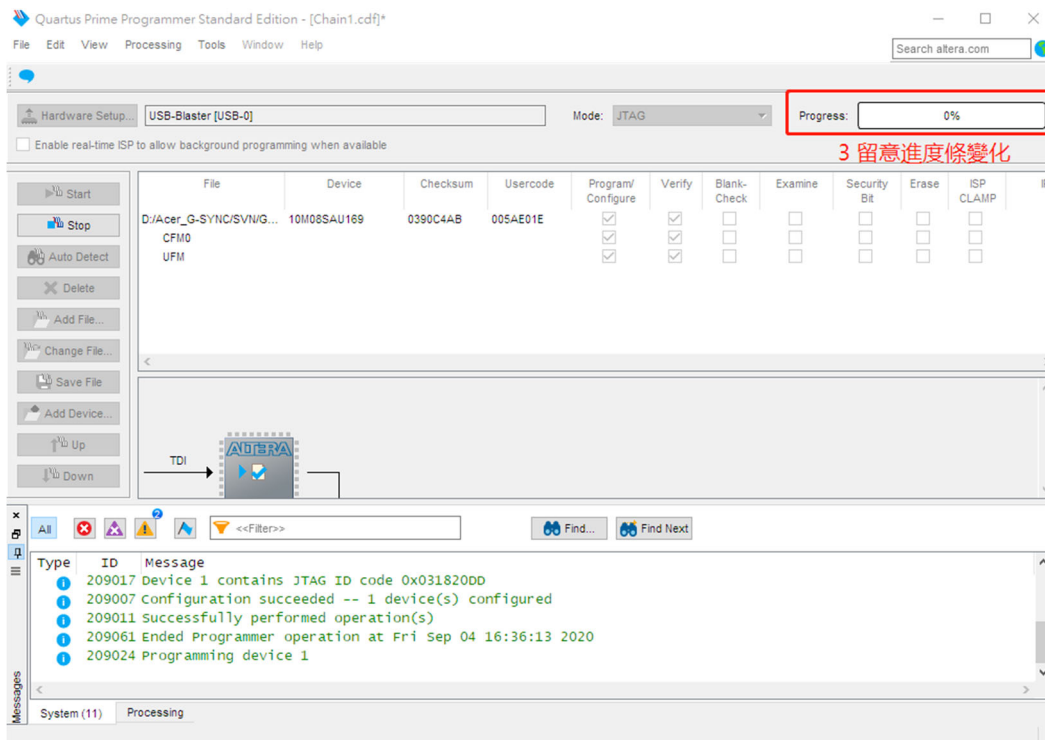 Quartus Prime Programmer Standard Edition - [Chain1.cdf]*
File Edit View Processing Tools Window Help
Search altera.com
Hardware Setup... USB-Blaster [USB-0] Mode: JTAG Progress: 0%
Enable real-time ISP to allow background programming when available
3 留意進度條變化
Start
Stop
Auto Detect
Delete
Add File...
Change File...
Save File
Add Device...
Up
Down
File Device Checksum Usercode Program/ Configure Verify Blank- Check Examine Security Bit Erase ISP CLAMP
D:/Acer_G-SYNC/SVN/G... 10M08SAU169 0390C4AB 005AE01E
CFM0
UFM
TDI
ALTERA
All 2 <<Filter>> Find... Find Next
Type ID Message
209017 Device 1 contains JTAG ID code 0x031820DD
209007 Configuration succeeded -- 1 device(s) configured
209011 Successfully performed operation(s)
209061 Ended Programmer operation at Fri Sep 04 16:36:13 2020
209024 Programming device 1
Messages
System (11) Processing